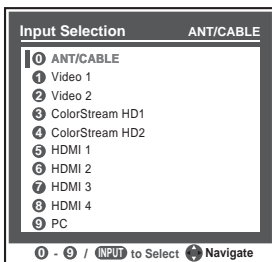 Input Selection ANT/CABLE
0 ANT/CABLE
1 Video 1
2 Video 2
3 ColorStream HD1
4 ColorStream HD2
5 HDMI 1
6 HDMI 2
7 HDMI 3
8 HDMI 4
9 PC
0 - 9 / INPUT to Select Navigate